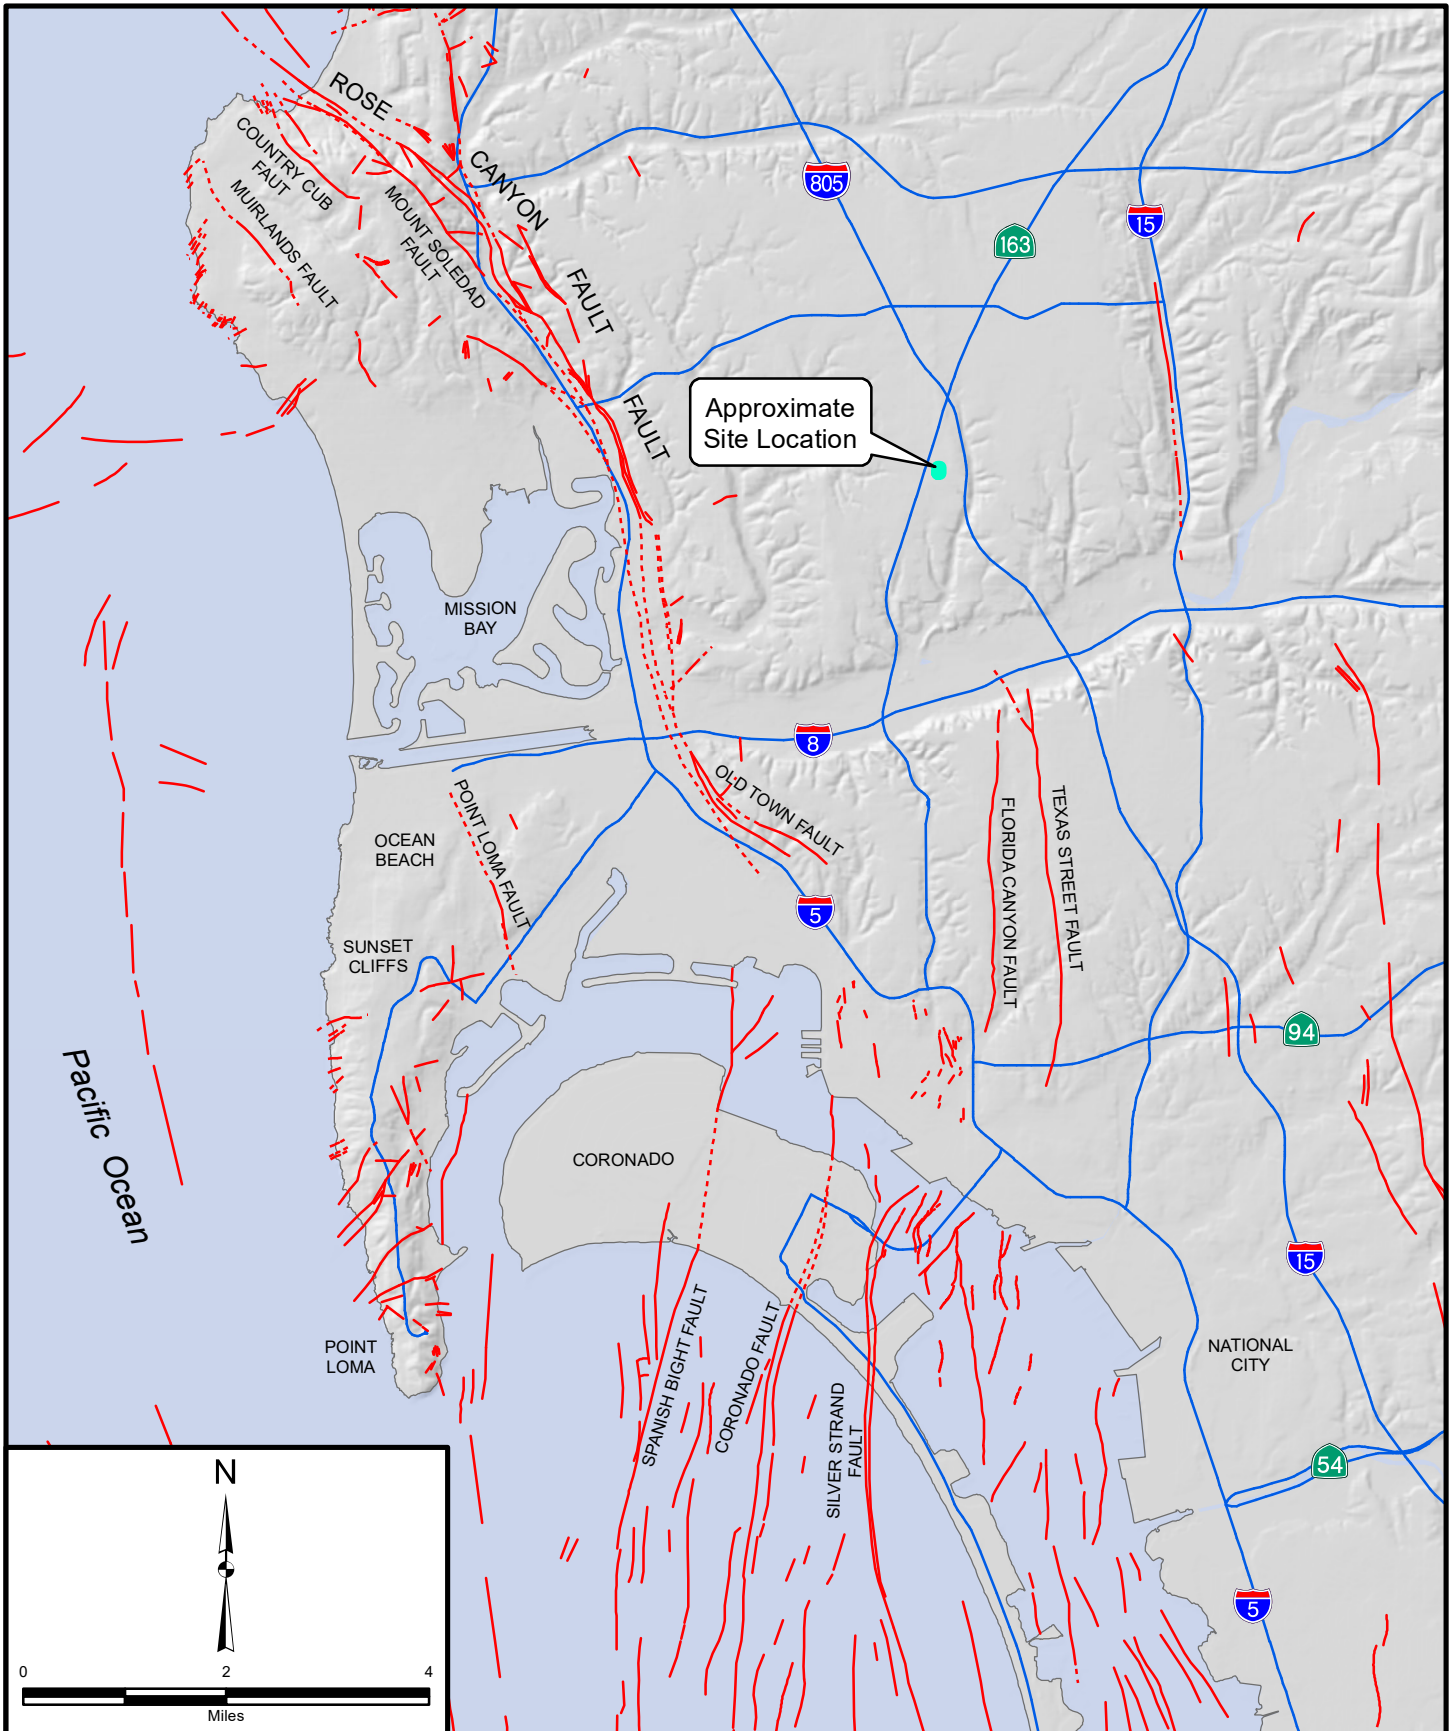 ROSE
CANYON
FAULT
FAULT
COUNTRY CUB
FAUT
MUIRLANDS FAULT
MOUNT SOLEDAD
FAULT
805
163
15
Approximate
Site Location
MISSION
BAY
8
OLD TOWN FAULT
POINT LOMA FAULT
OCEAN
BEACH
FLORIDA CANYON FAULT
TEXAS STREET FAULT
5
SUNSET
CLIFFS
94
Pacific Ocean
CORONADO
15
SPANISH BIGHT FAULT
CORONADO FAULT
SILVER STRAND
FAULT
POINT
LOMA
NATIONAL
CITY
54
5
N
0 2 4
Miles